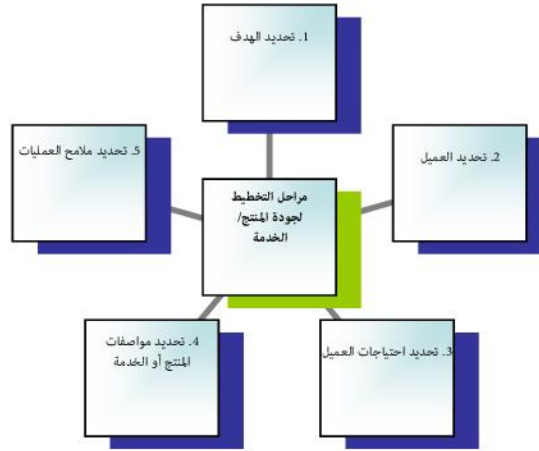 1. تحديد الهدف
2. تحديد العميل
3. تحديد احتياجات العميل
4. تحديد مواصفات
المنتج أو الخدمة
5. تحديد ملامح العمليات
مراحل التخطيط
لجودة المنتج/
الخدمة